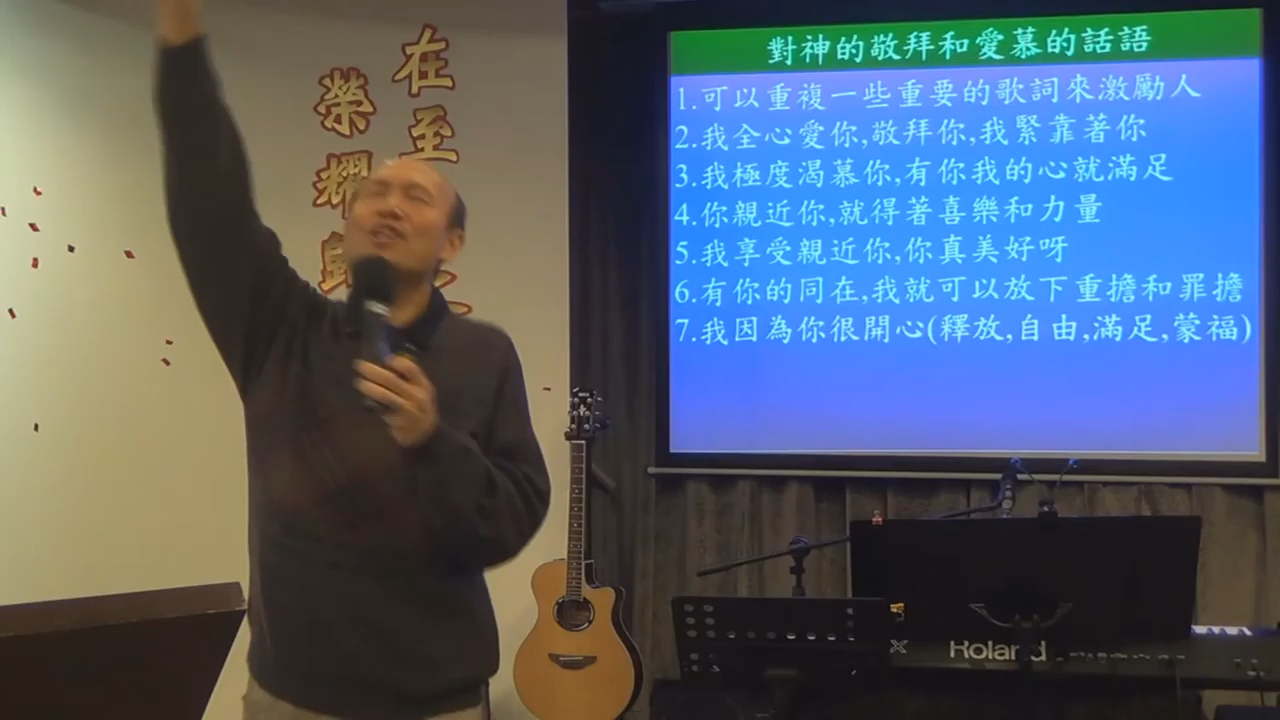 在至
榮耀歸
對神的敬拜和愛慕的話語
1.可以重複一些重要的歌詞來激勵人
2.我全心愛你,敬拜你,我緊靠著你
3.我極度渴慕你,有你我的心就滿足
4.你親近你,就得著喜樂和力量
5.我享受親近你,你真美好呀
6.有你的同在,我就可以放下重擔和罪擔
7.我因為你很開心(釋放,自由,滿足,蒙福)
X
Roland